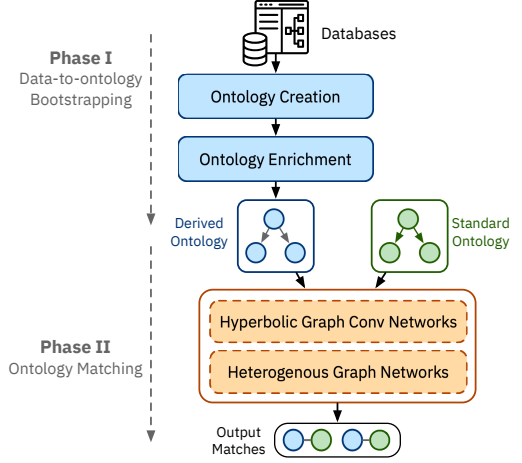 Databases
Phase I
Data-to-ontology
Bootstrapping
Ontology Creation
Ontology Enrichment
Derived
Ontology
Standard
Ontology
Phase II
Ontology Matching
Hyperbolic Graph Conv Networks
Heterogenous Graph Networks
Output
Matches